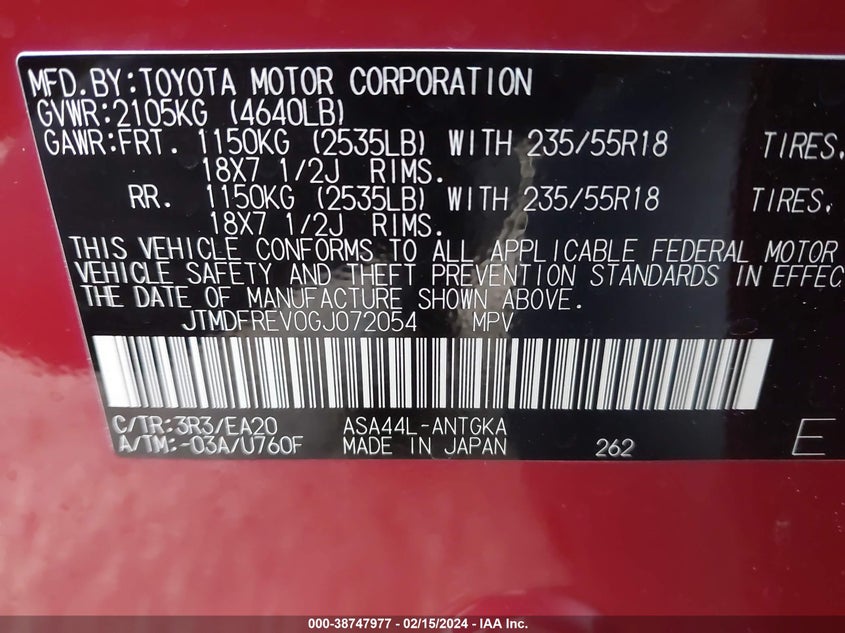 MFD.BY:TOYOTA MOTOR CORPORATION
GVWR:2105KG (4640LB)
GAWR:FRT. 1150KG (2535LB) WITH 235/55R18 TIRES,
18X7 1/2J RIMS.
RR. 1150KG (2535LB) WITH 235/55R18 TIRES,
18X7 1/2J RIMS.
THIS VEHICLE CONFORMS TO ALL APPLICABLE FEDERAL MOTOR
VEHICLE SAFETY AND THEFT PREVENTION STANDARDS IN EFFEC
THE DATE OF MANUFACTURE SHOWN ABOVE.
JTMDFREV0GJ072054 MPV
C/TR:3R3/EA20 ASA44L-ANTGKA
A/TM:-03A/U760F MADE IN JAPAN 262 E
000-38747977 - 02/15/2024 - IAA Inc.